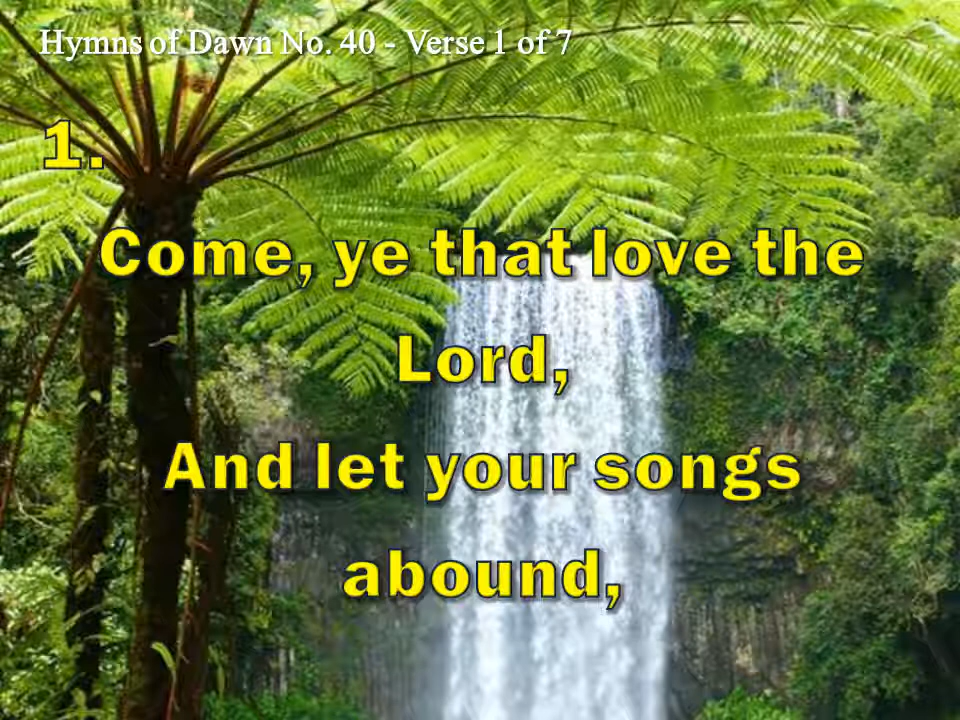 Hymns of Dawn No. 40 - Verse 1 of 7
1.
Come, ye that love the
Lord,
And let your songs
abound,